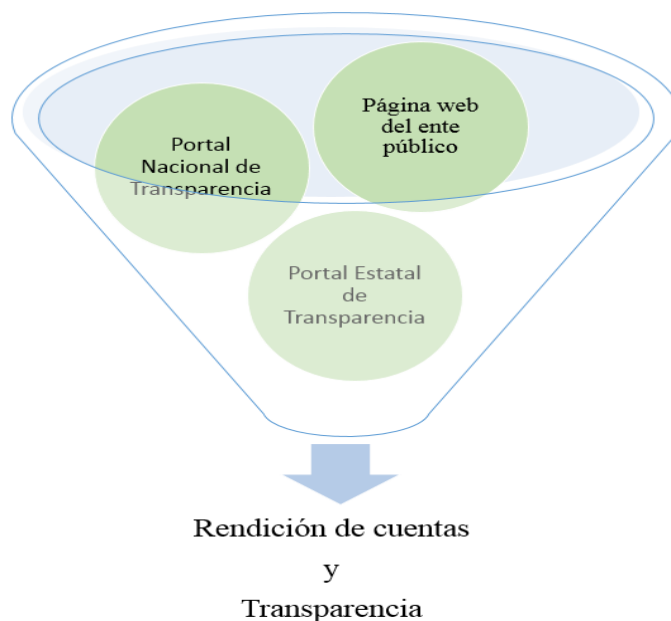 Página web
del ente
público
Portal
Nacional de
Transparencia
Portal Estatal
de
Transparencia
Rendición de cuentas
y
Transparencia